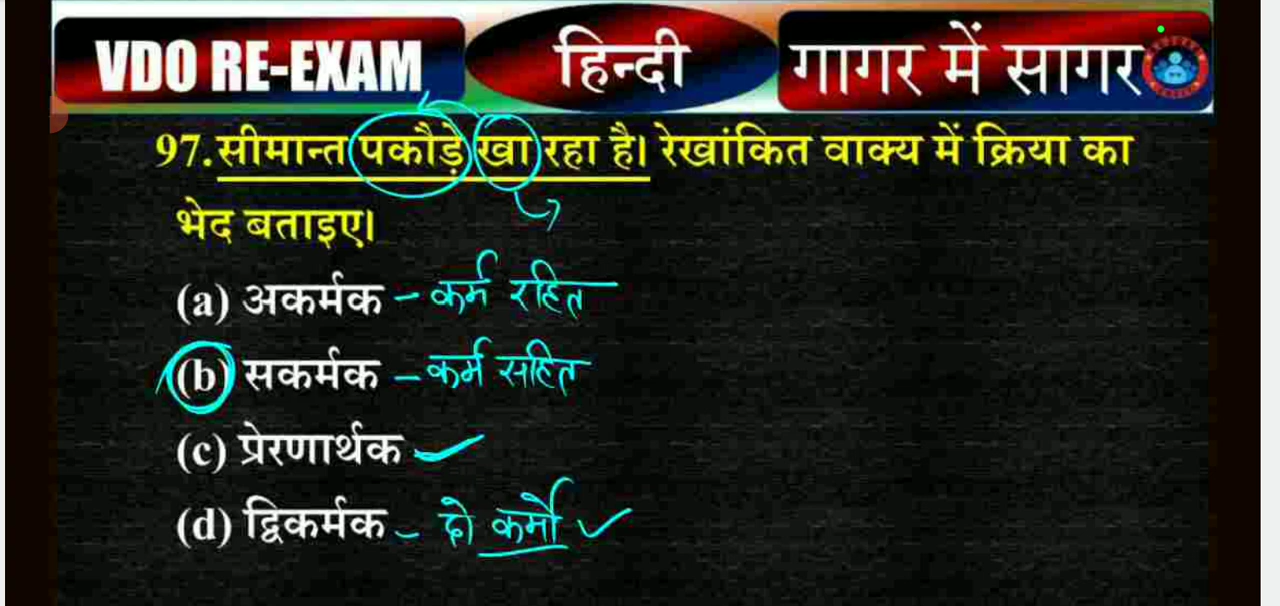 VDO RE-EXAM हिन्दी गागर में सागर
97. सीमान्त पकौड़े खा रहा है। रेखांकित वाक्य में क्रिया का
भेद बताइए।
(a) अकर्मक - कर्म रहित
(b) सकर्मक - कर्म सहित
(c) प्रेरणार्थक
(d) द्विकर्मक - दो कर्मों